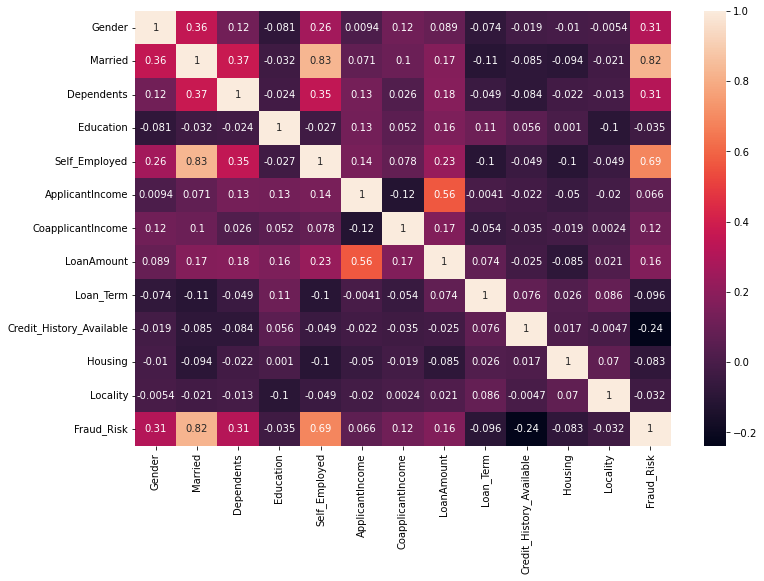 Gender 1 0.36 0.12 -0.081 0.26 0.0094 0.12 0.089 -0.074 -0.019 -0.01 -0.0054 0.31
Married 0.36 1 0.37 -0.032 0.83 0.071 0.1 0.17 -0.11 -0.085 -0.094 -0.021 0.82
Dependents 0.12 0.37 1 -0.024 0.35 0.13 0.026 0.18 -0.049 -0.084 -0.022 -0.013 0.31
Education -0.081 -0.032 -0.024 1 -0.027 0.13 0.052 0.16 0.11 0.056 0.001 -0.1 -0.035
Self_Employed 0.26 0.83 0.35 -0.027 1 0.14 0.078 0.23 -0.1 -0.049 -0.1 -0.049 0.69
ApplicantIncome 0.0094 0.071 0.13 0.13 0.14 1 -0.12 0.56 -0.0041 -0.022 -0.05 -0.02 0.066
CoapplicantIncome 0.12 0.1 0.026 0.052 0.078 -0.12 1 0.17 -0.054 -0.035 -0.019 0.0024 0.12
LoanAmount 0.089 0.17 0.18 0.16 0.23 0.56 0.17 1 0.074 -0.025 -0.085 0.021 0.16
Loan_Term -0.074 -0.11 -0.049 0.11 -0.1 -0.0041 -0.054 0.074 1 0.076 0.026 0.086 -0.096
Credit_History_Available -0.019 -0.085 -0.084 0.056 -0.049 -0.022 -0.035 -0.025 0.076 1 0.017 -0.0047 -0.24
Housing -0.01 -0.094 -0.022 0.001 -0.1 -0.05 -0.019 -0.085 0.026 0.017 1 0.07 -0.083
Locality -0.0054 -0.021 -0.013 -0.1 -0.049 -0.02 0.0024 0.021 0.086 -0.0047 0.07 1 -0.032
Fraud_Risk 0.31 0.82 0.31 -0.035 0.69 0.066 0.12 0.16 -0.096 -0.24 -0.083 -0.032 1
Gender
Married
Dependents
Education
Self_Employed
ApplicantIncome
CoapplicantIncome
LoanAmount
Loan_Term
Credit_History_Available
Housing
Locality
Fraud_Risk
1.0
0.8
0.6
0.4
0.2
0.0
−0.2